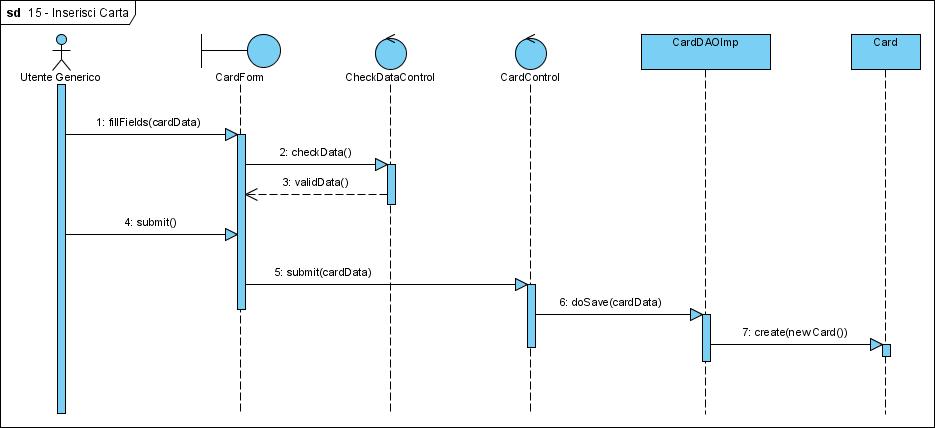 sd 15 - Inserisci Carta
Utente Generico
CardForm
CheckDataControl
CardControl
CardDAOImp
Card
1: fillFields(cardData)
2: checkData()
3: validData()
4: submit()
5: submit(cardData)
6: doSave(cardData)
7: create(newCard())